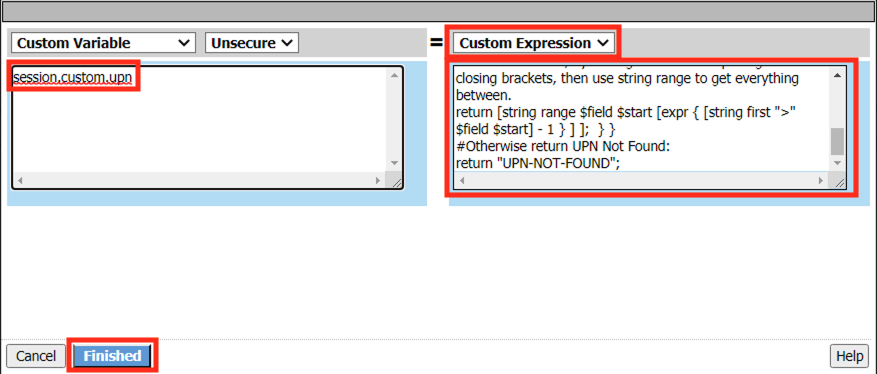 Custom Variable Unsecure = Custom Expression
session.custom.upn
closing brackets, then use string range to get everything
between.
return [string range $field $start [expr { [string first ">"
$field $start] - 1 } ] ]; } }
#Otherwise return UPN Not Found:
return "UPN-NOT-FOUND";
Cancel Finished Help